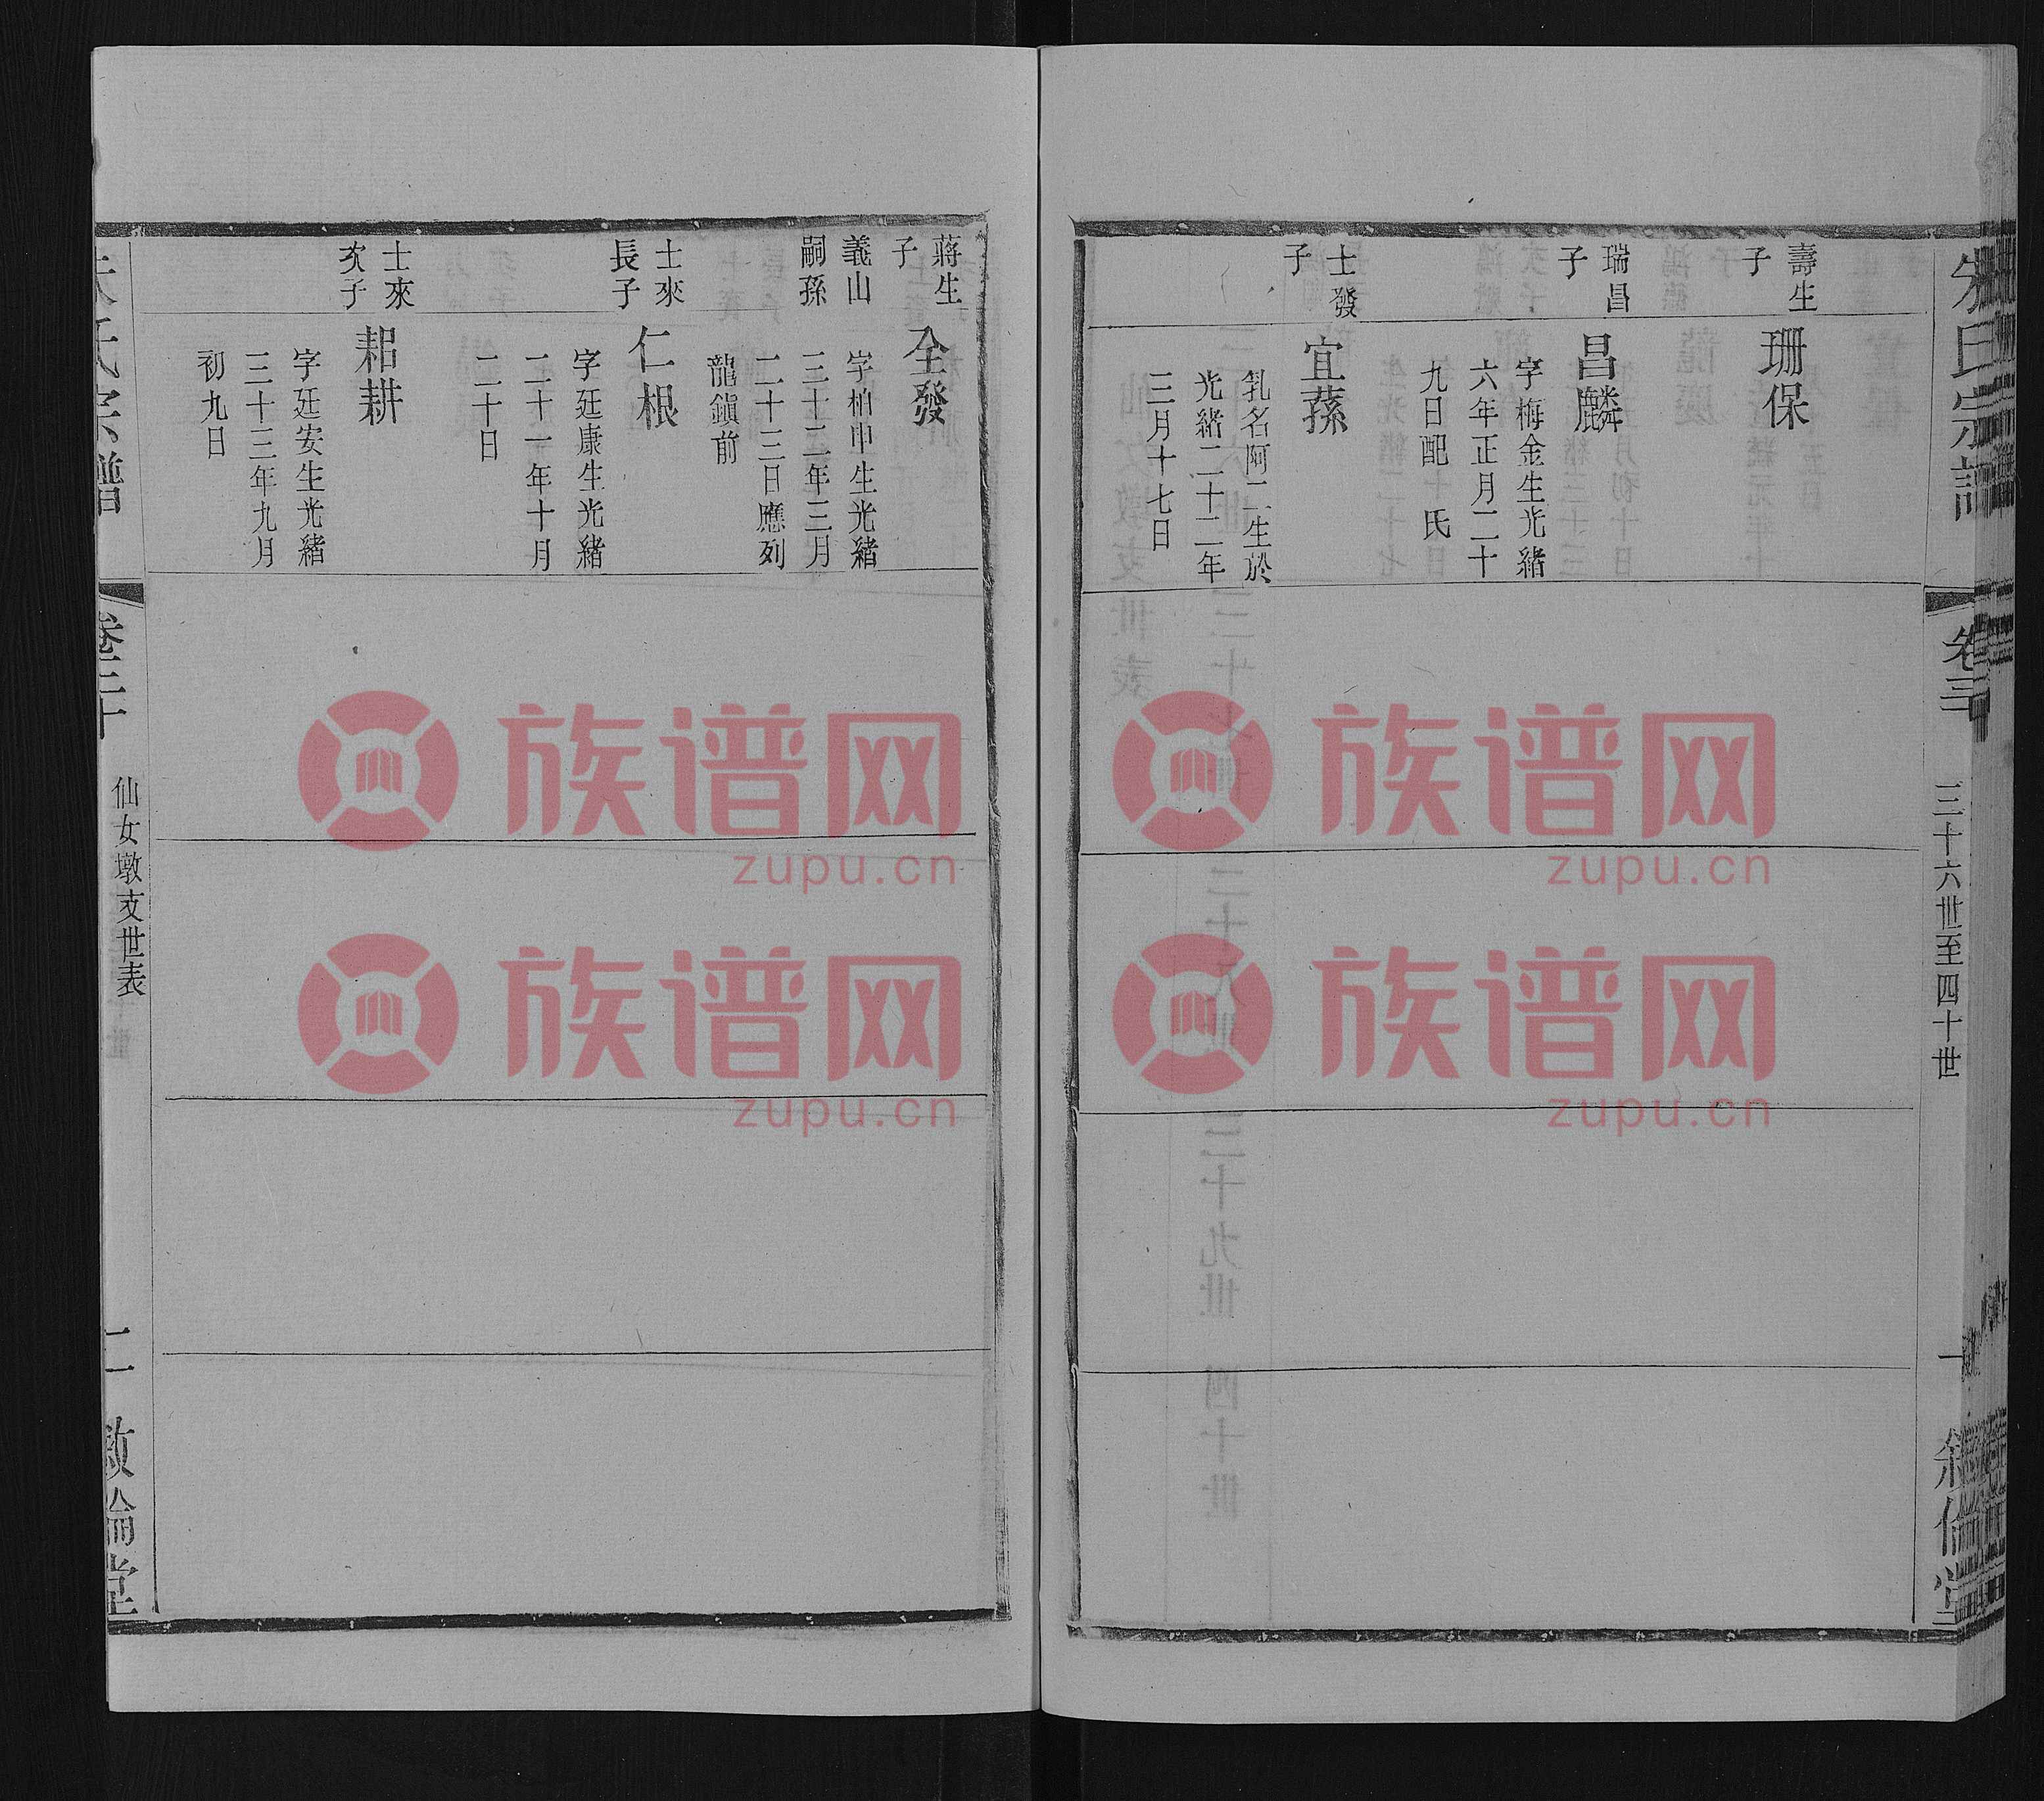 朱氏宗譜
卷三十
三十六世至四十世
一
敘倫堂
壽生
子
珊保
瑞昌
子
昌麟
字梅金生光緒
六年正月二十
九日配 氏
士發
子
宜蓀
乳名阿二生於
光緒二十二年
三月十七日
蔣生
子
全發
義山
嗣孫
字柏申生光緒
三十二年三月
二十三日應列
龍鎭前
士來
長子
仁根
字廷康生光緒
二十一年十月
二十日
士來
次子
耜耕
字廷安生光緒
三十三年九月
初九日
朱氏宗譜
卷三十
仙女墩支世表
二
敘倫堂
族谱网
zupu.cn
族谱网
zupu.cn
族谱网
zupu.cn
族谱网
zupu.cn